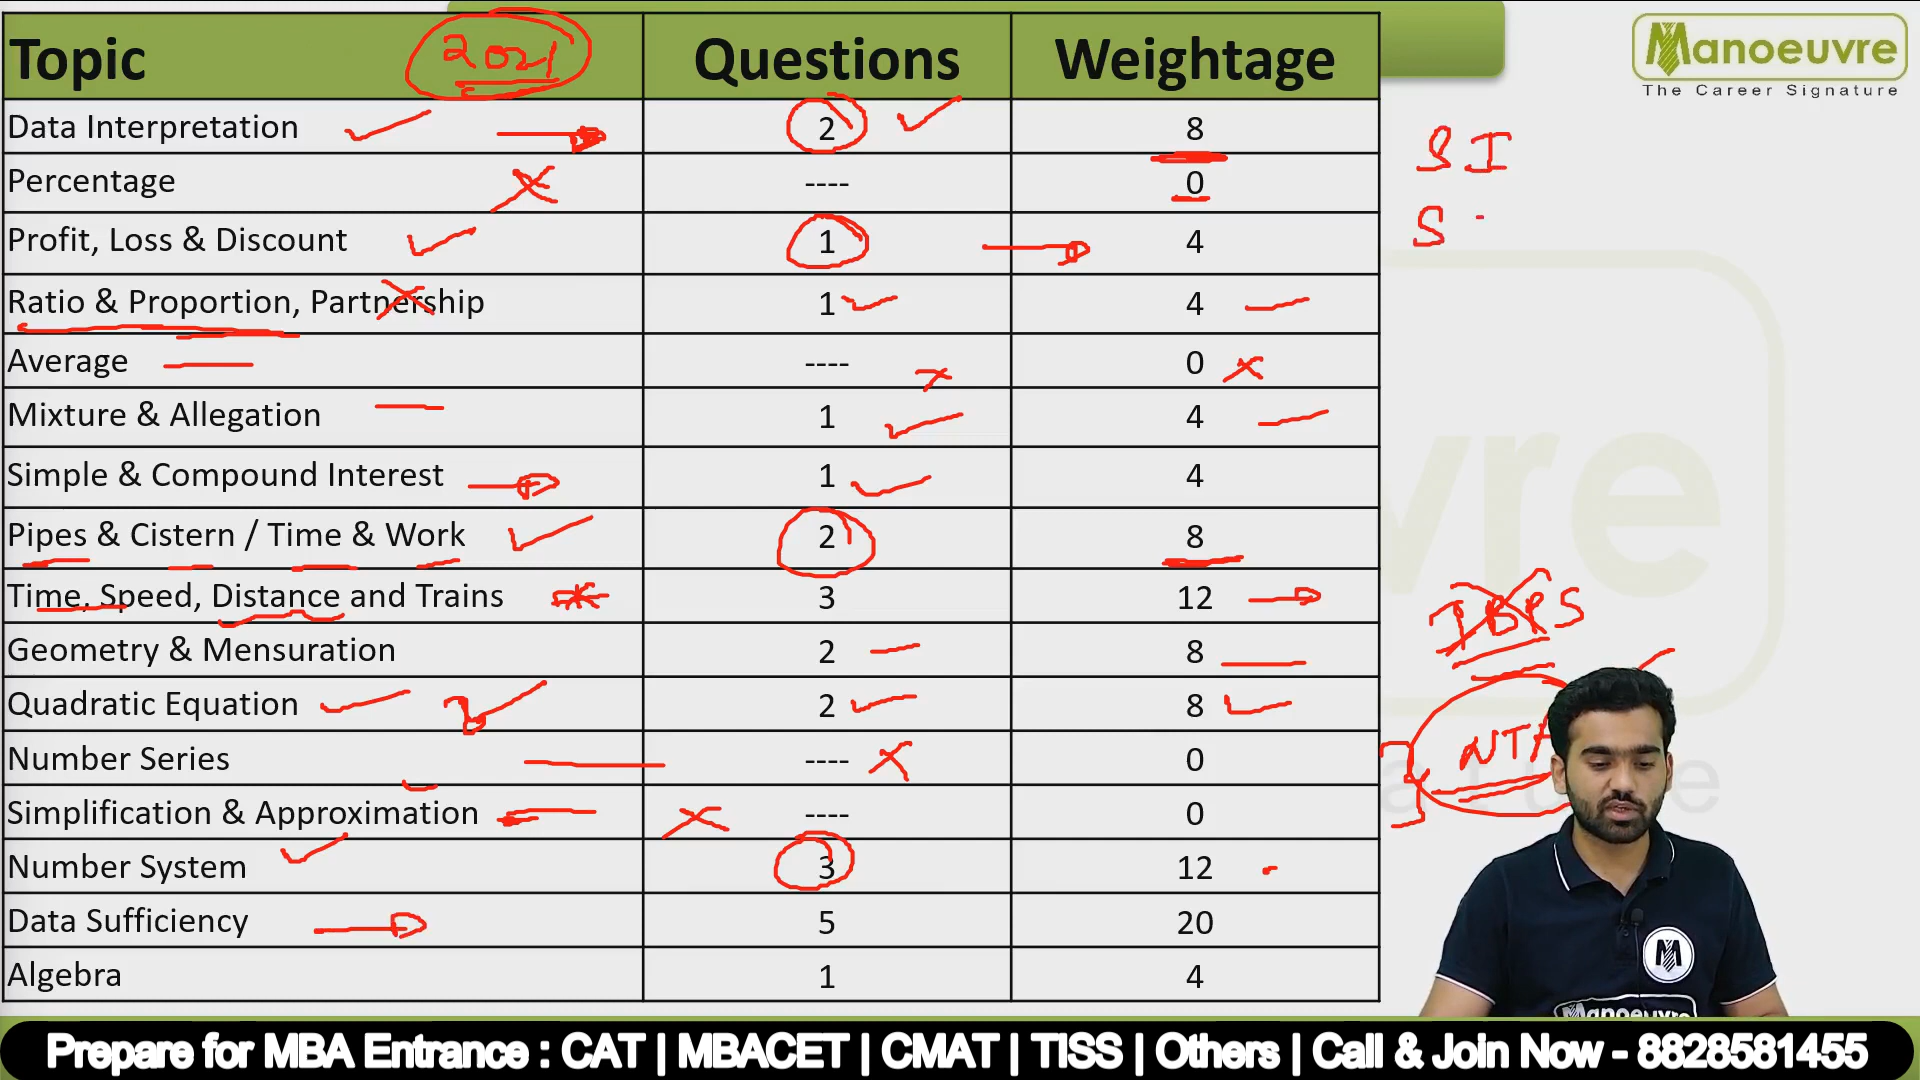 Topic 2021 Questions Weightage
Manoeuvre
The Career Signature
Data Interpretation 2 8
SI
Percentage ---- 0
S
Profit, Loss & Discount 1 4
Ratio & Proportion, Partnership 1 4
Average ---- 0
Mixture & Allegation 1 4
Simple & Compound Interest 1 4
Pipes & Cistern / Time & Work 2 8
Time, Speed, Distance and Trains 3 12
IBPS
Geometry & Mensuration 2 8
Quadratic Equation 2 8
NTA
Number Series ---- 0
Simplification & Approximation ---- 0
Number System 3 12
Data Sufficiency 5 20
M
Algebra 1 4
Manoeuvre
Prepare for MBA Entrance : CAT | MBACET | CMAT | TISS | Others | Call & Join Now - 8828581455